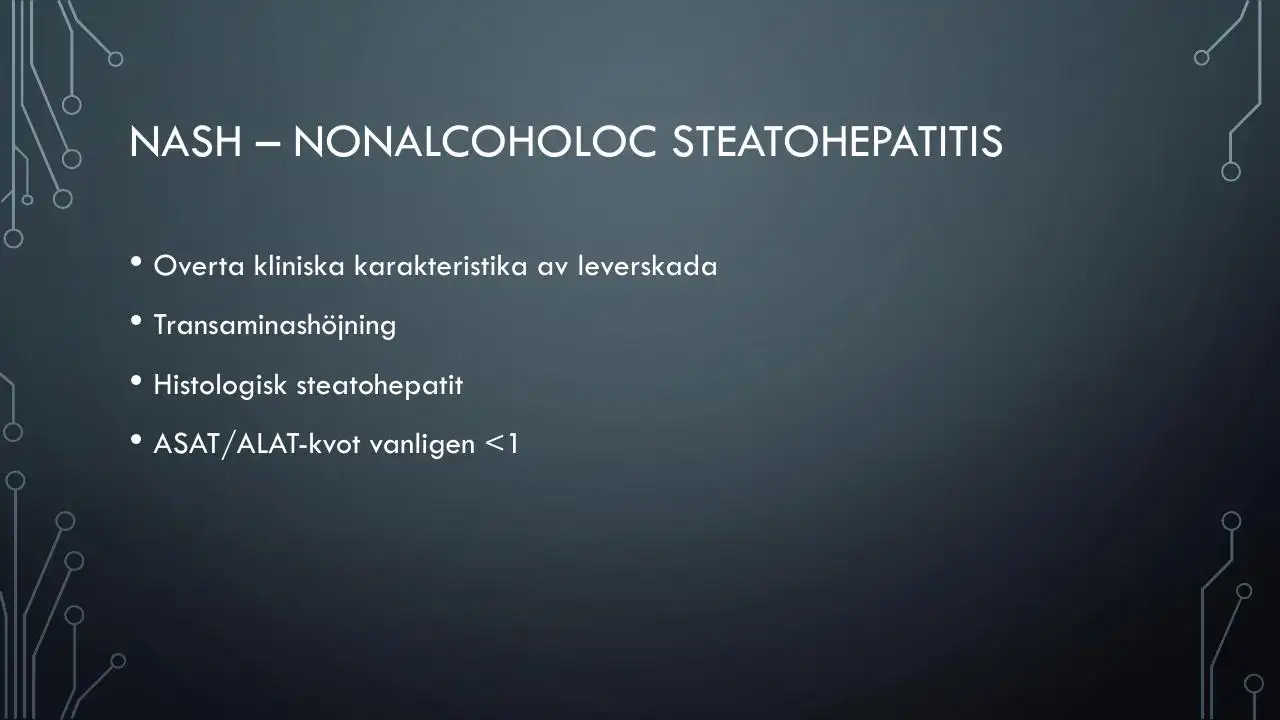 NASH – NONALCOHOLOC STEATOHEPATITIS
• Overta kliniska karakteristika av leverskada
• Transaminashöjning
• Histologisk steatohepatit
• ASAT/ALAT-kvot vanligen <1